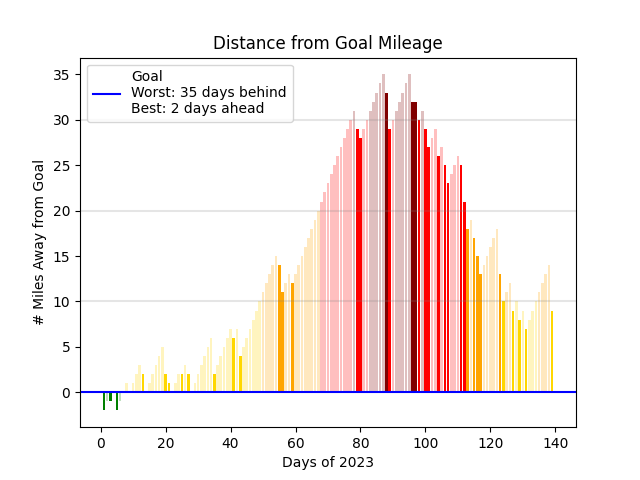 Distance from Goal Mileage
Goal
Worst: 35 days behind
Best: 2 days ahead
# Miles Away from Goal
35
30
25
20
15
10
5
0
0 20 40 60 80 100 120 140
Days of 2023